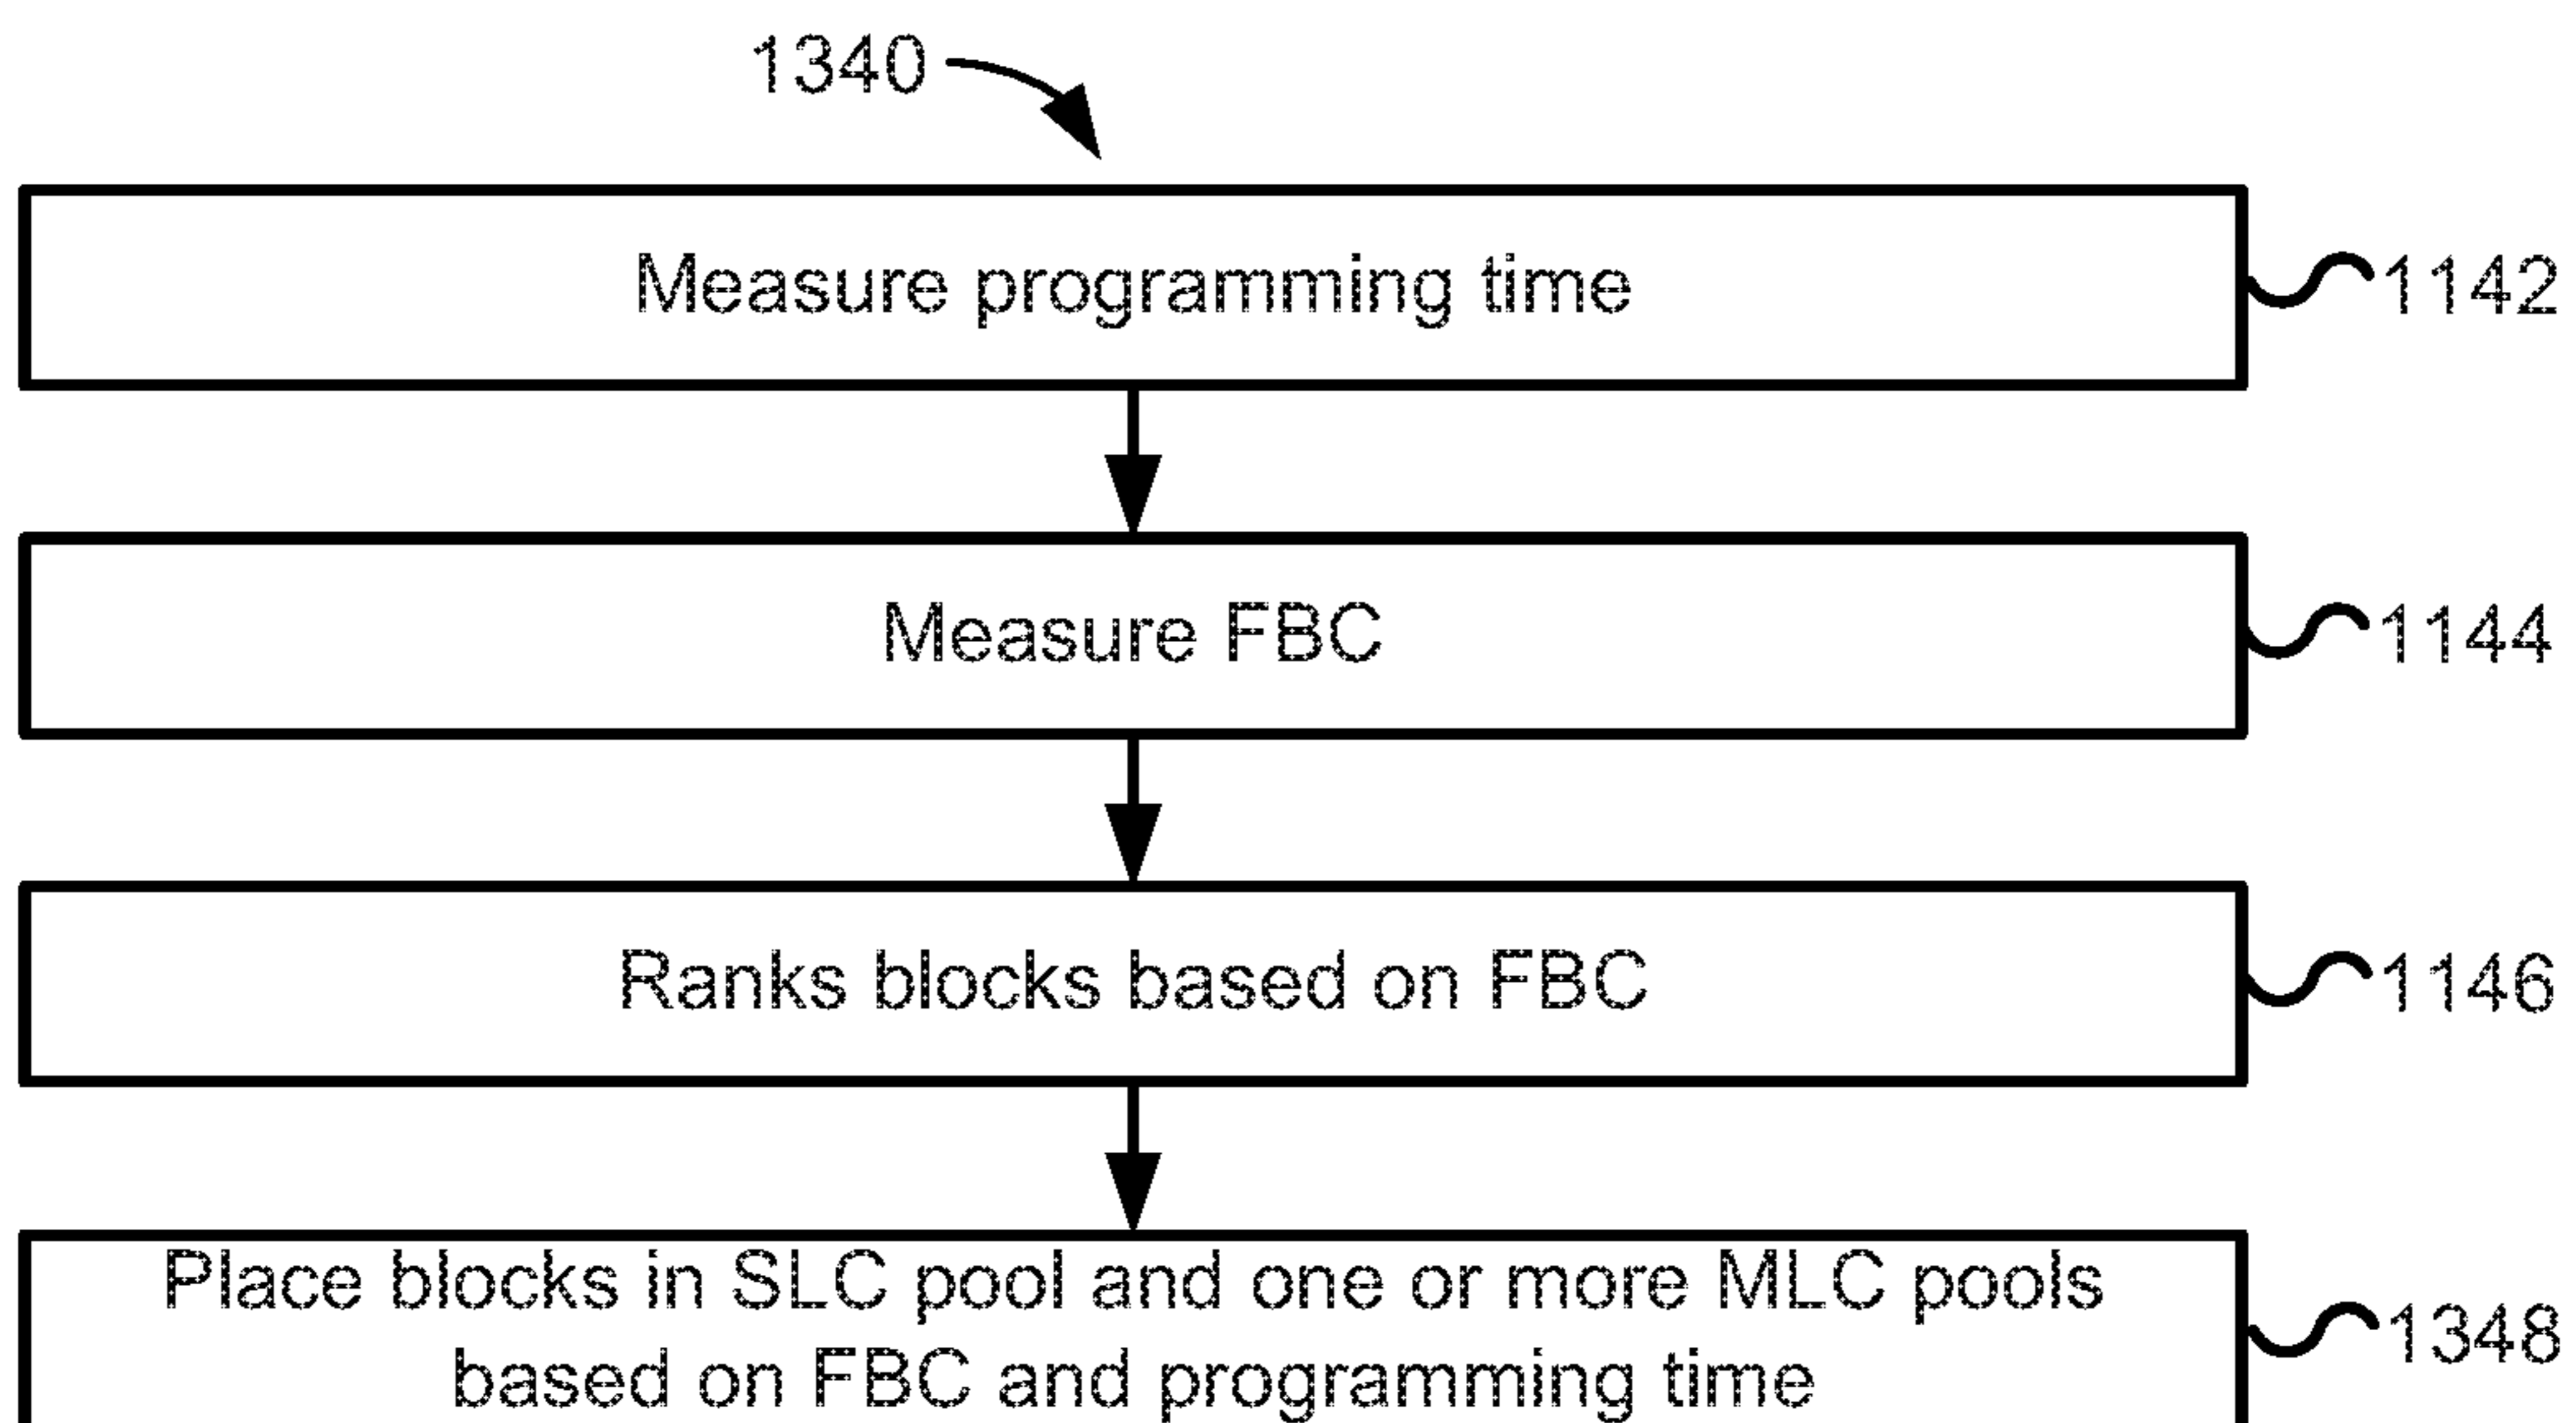 1340
Measure programming time
1142
Measure FBC
1144
Ranks blocks based on FBC
1146
Place blocks in SLC pool and one or more MLC pools
based on FBC and programming time
1348